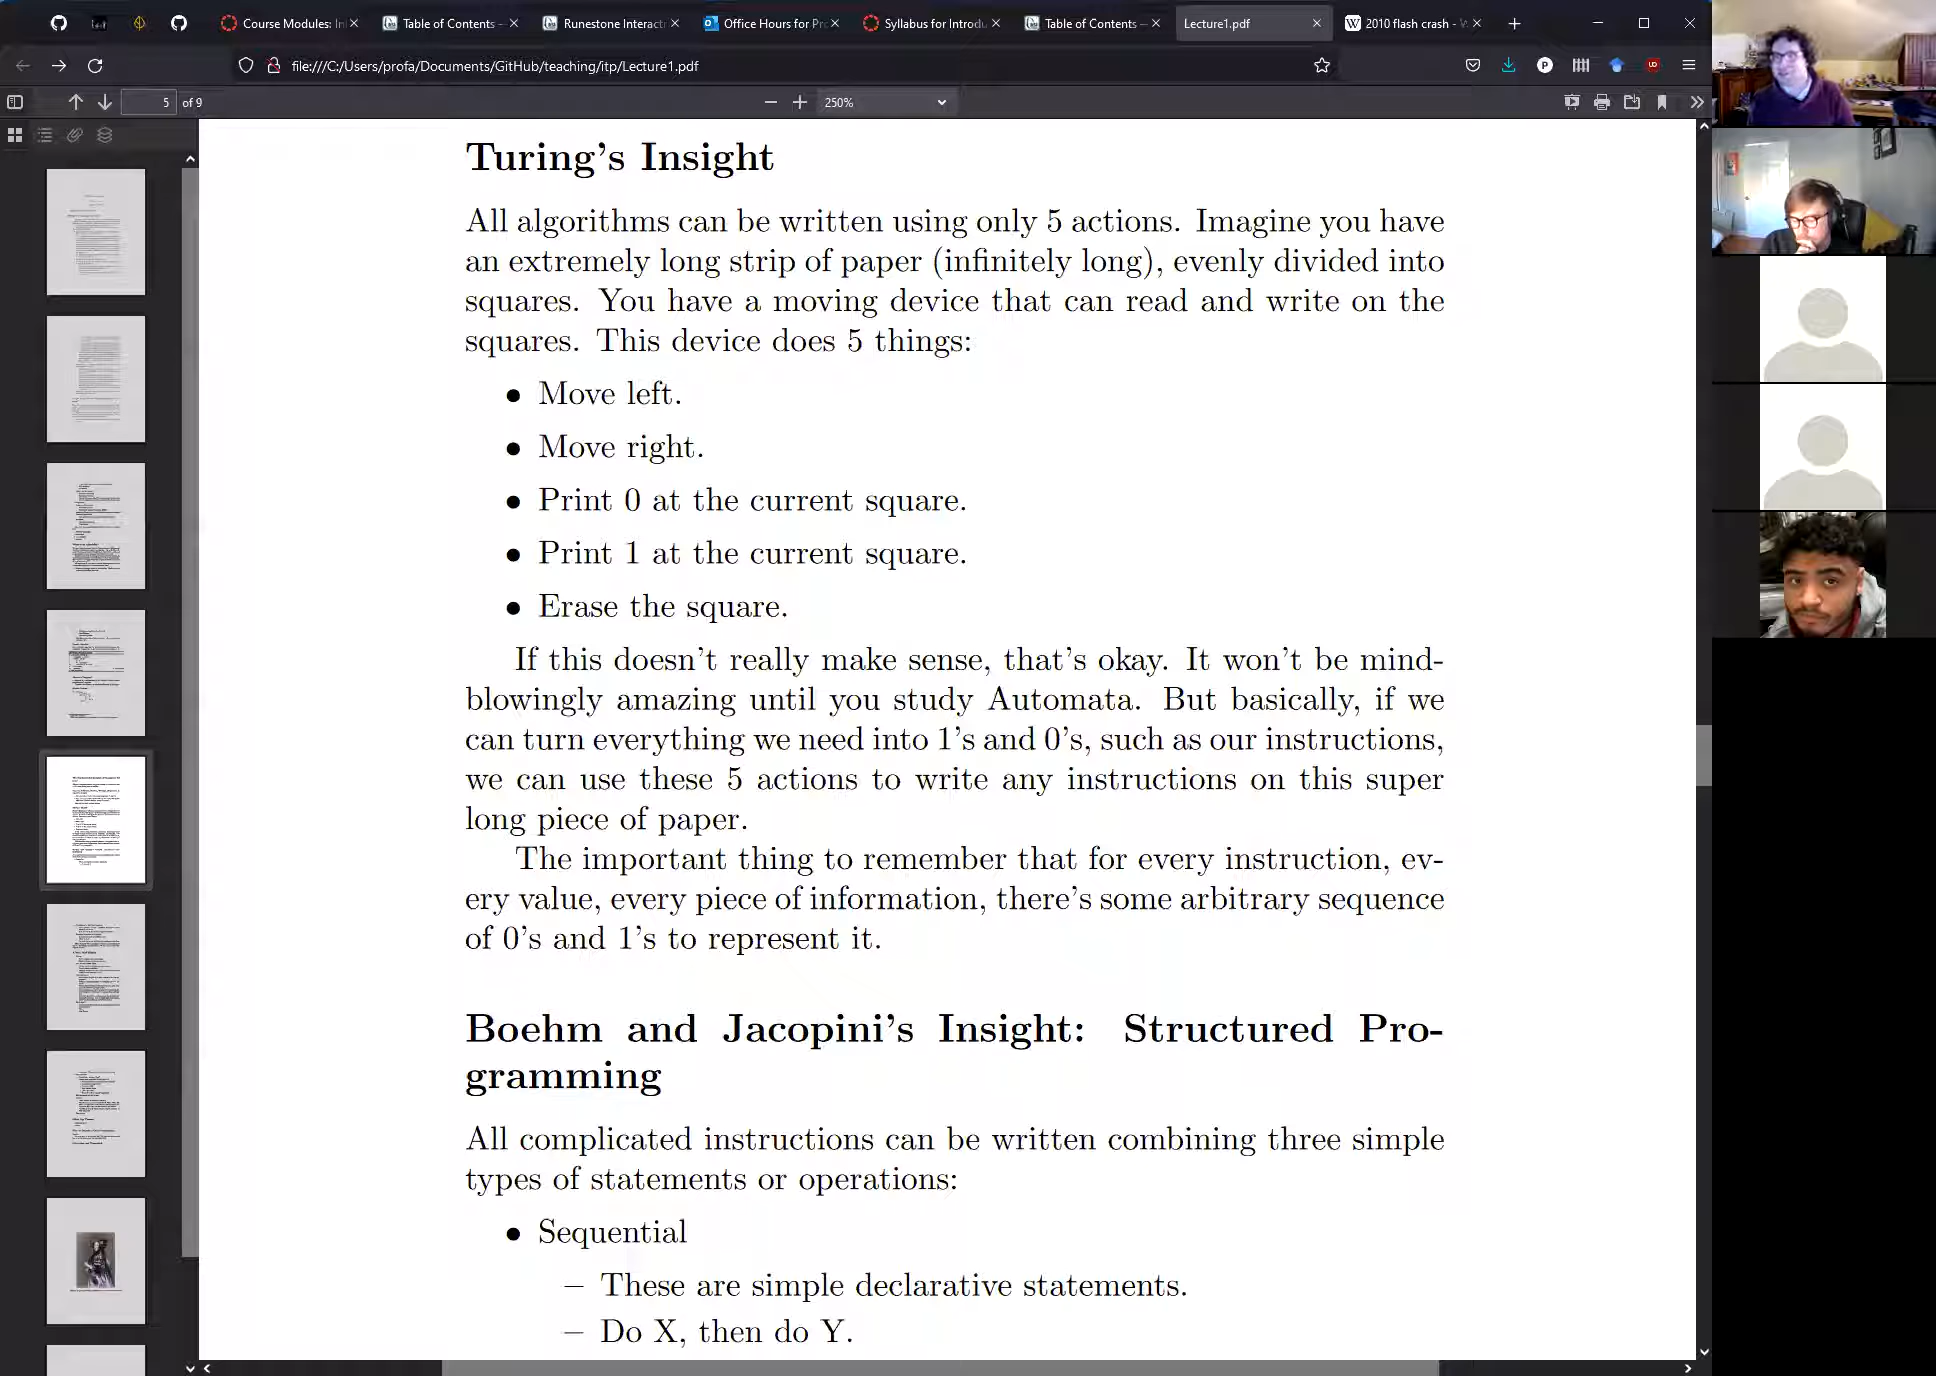 Course Modules: In
Table of Contents —
Runestone Interact
Office Hours for Pr
Syllabus for Introdu
Table of Contents —
Lecture1.pdf
2010 flash crash - W
file:///C:/Users/profa/Documents/GitHub/teaching/itp/Lecture1.pdf
5 of 9
250%
Turing's Insight
All algorithms can be written using only 5 actions. Imagine you have
an extremely long strip of paper (infinitely long), evenly divided into
squares. You have a moving device that can read and write on the
squares. This device does 5 things:
• Move left.
• Move right.
• Print 0 at the current square.
• Print 1 at the current square.
• Erase the square.
If this doesn't really make sense, that's okay. It won't be mind-
blowingly amazing until you study Automata. But basically, if we
can turn everything we need into 1's and 0's, such as our instructions,
we can use these 5 actions to write any instructions on this super
long piece of paper.
The important thing to remember that for every instruction, ev-
ery value, every piece of information, there's some arbitrary sequence
of 0's and 1's to represent it.
Boehm and Jacopini's Insight: Structured Pro-
gramming
All complicated instructions can be written combining three simple
types of statements or operations:
• Sequential
– These are simple declarative statements.
– Do X, then do Y.